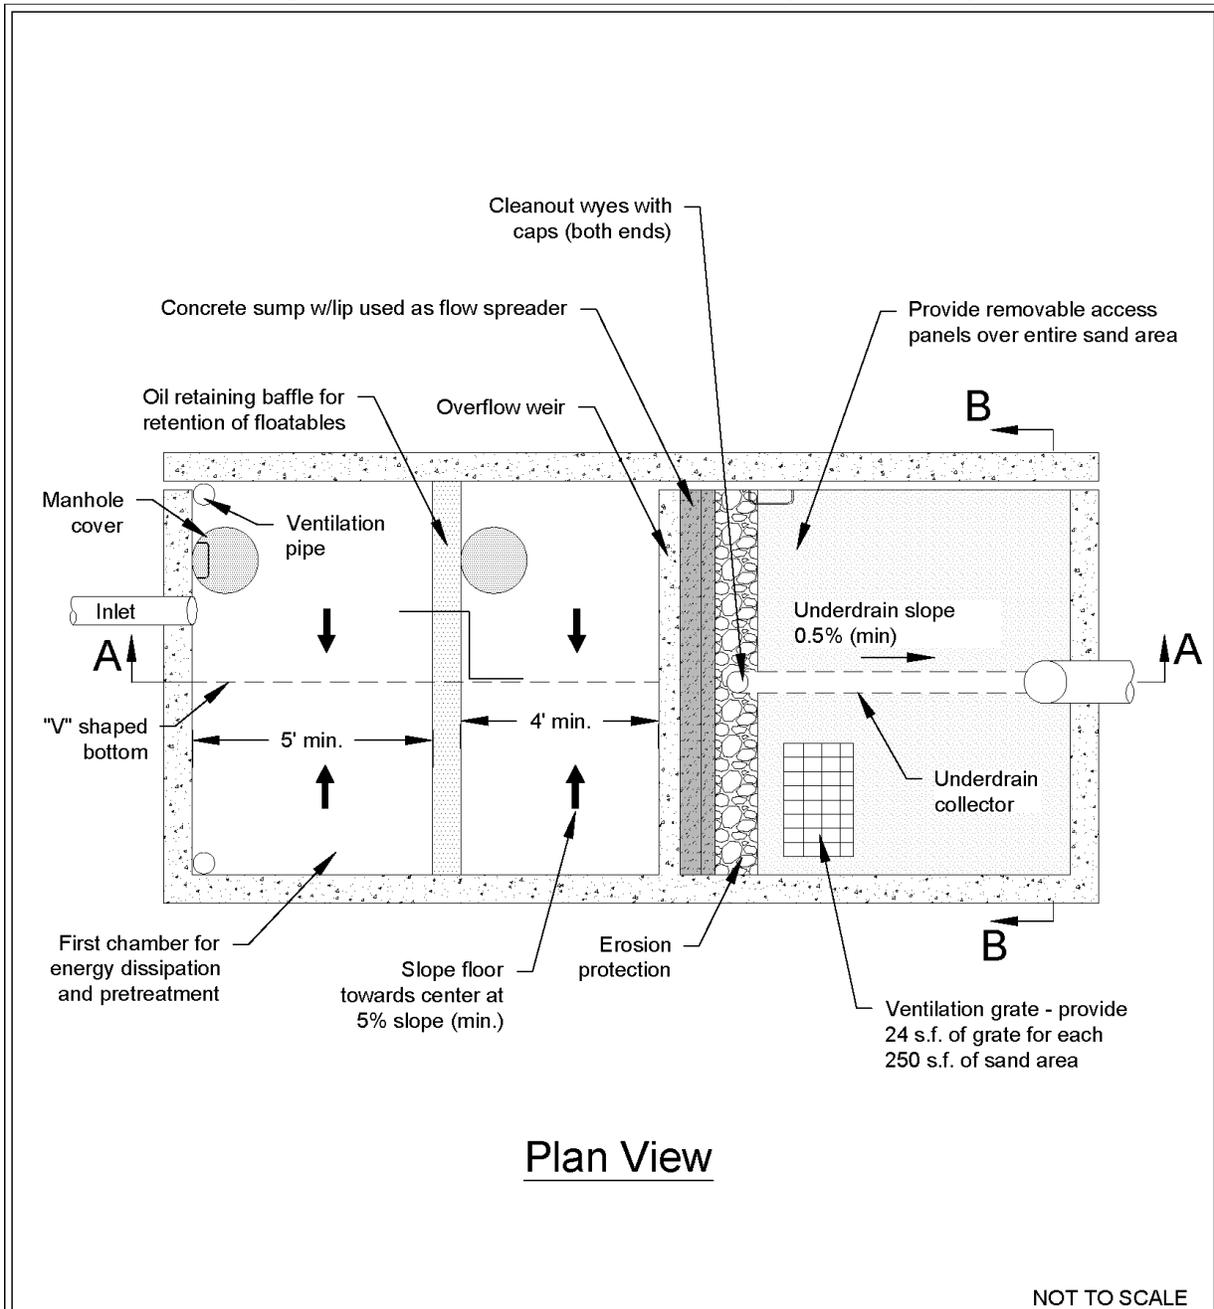 Cleanout wyes with
caps (both ends)
Concrete sump w/lip used as flow spreader
Provide removable access
panels over entire sand area
Oil retaining baffle for
retention of floatables
Overflow weir
B
Manhole
cover
Ventilation
pipe
Inlet
Underdrain slope
0.5% (min)
A
A
"V" shaped
bottom
5' min.
4' min.
Underdrain
collector
First chamber for
energy dissipation
and pretreatment
Slope floor
towards center at
5% slope (min.)
Erosion
protection
B
Ventilation grate - provide
24 s.f. of grate for each
250 s.f. of sand area
Plan View
NOT TO SCALE